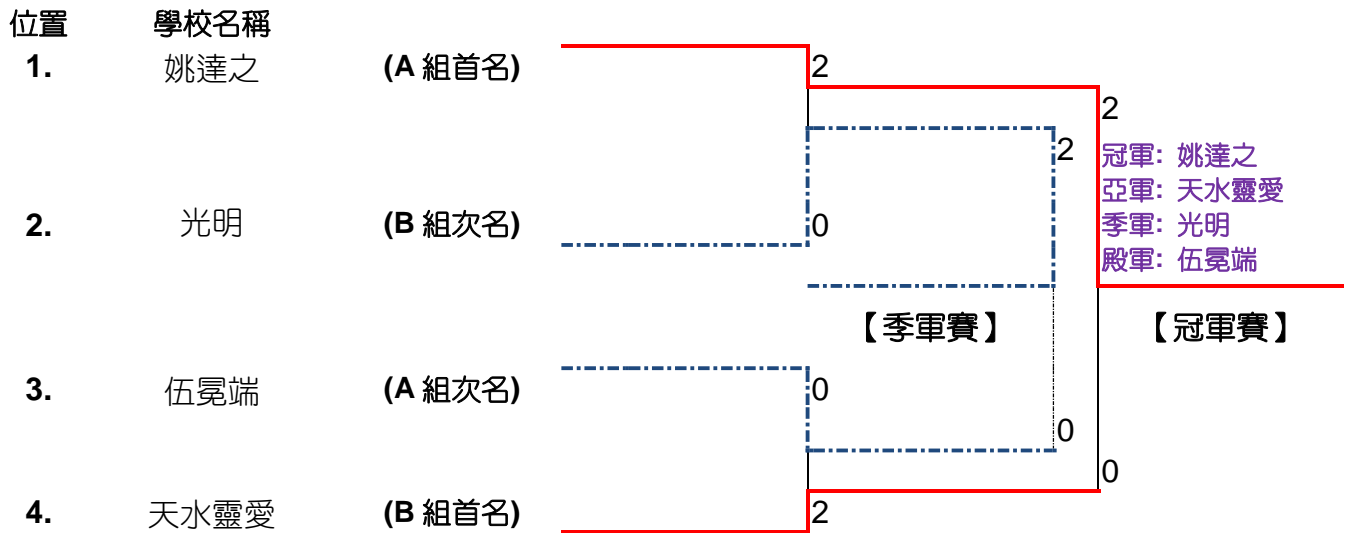 位置 學校名稱
1. 姚達之 (A 組首名) 2
2
2
冠軍: 姚達之
亞軍: 天水靈愛
2. 光明 (B 組次名) 0
季軍: 光明
殿軍: 伍冕端
【季軍賽】 【冠軍賽】
3. 伍冕端 (A 組次名) 0
0
0
4. 天水靈愛 (B 組首名) 2